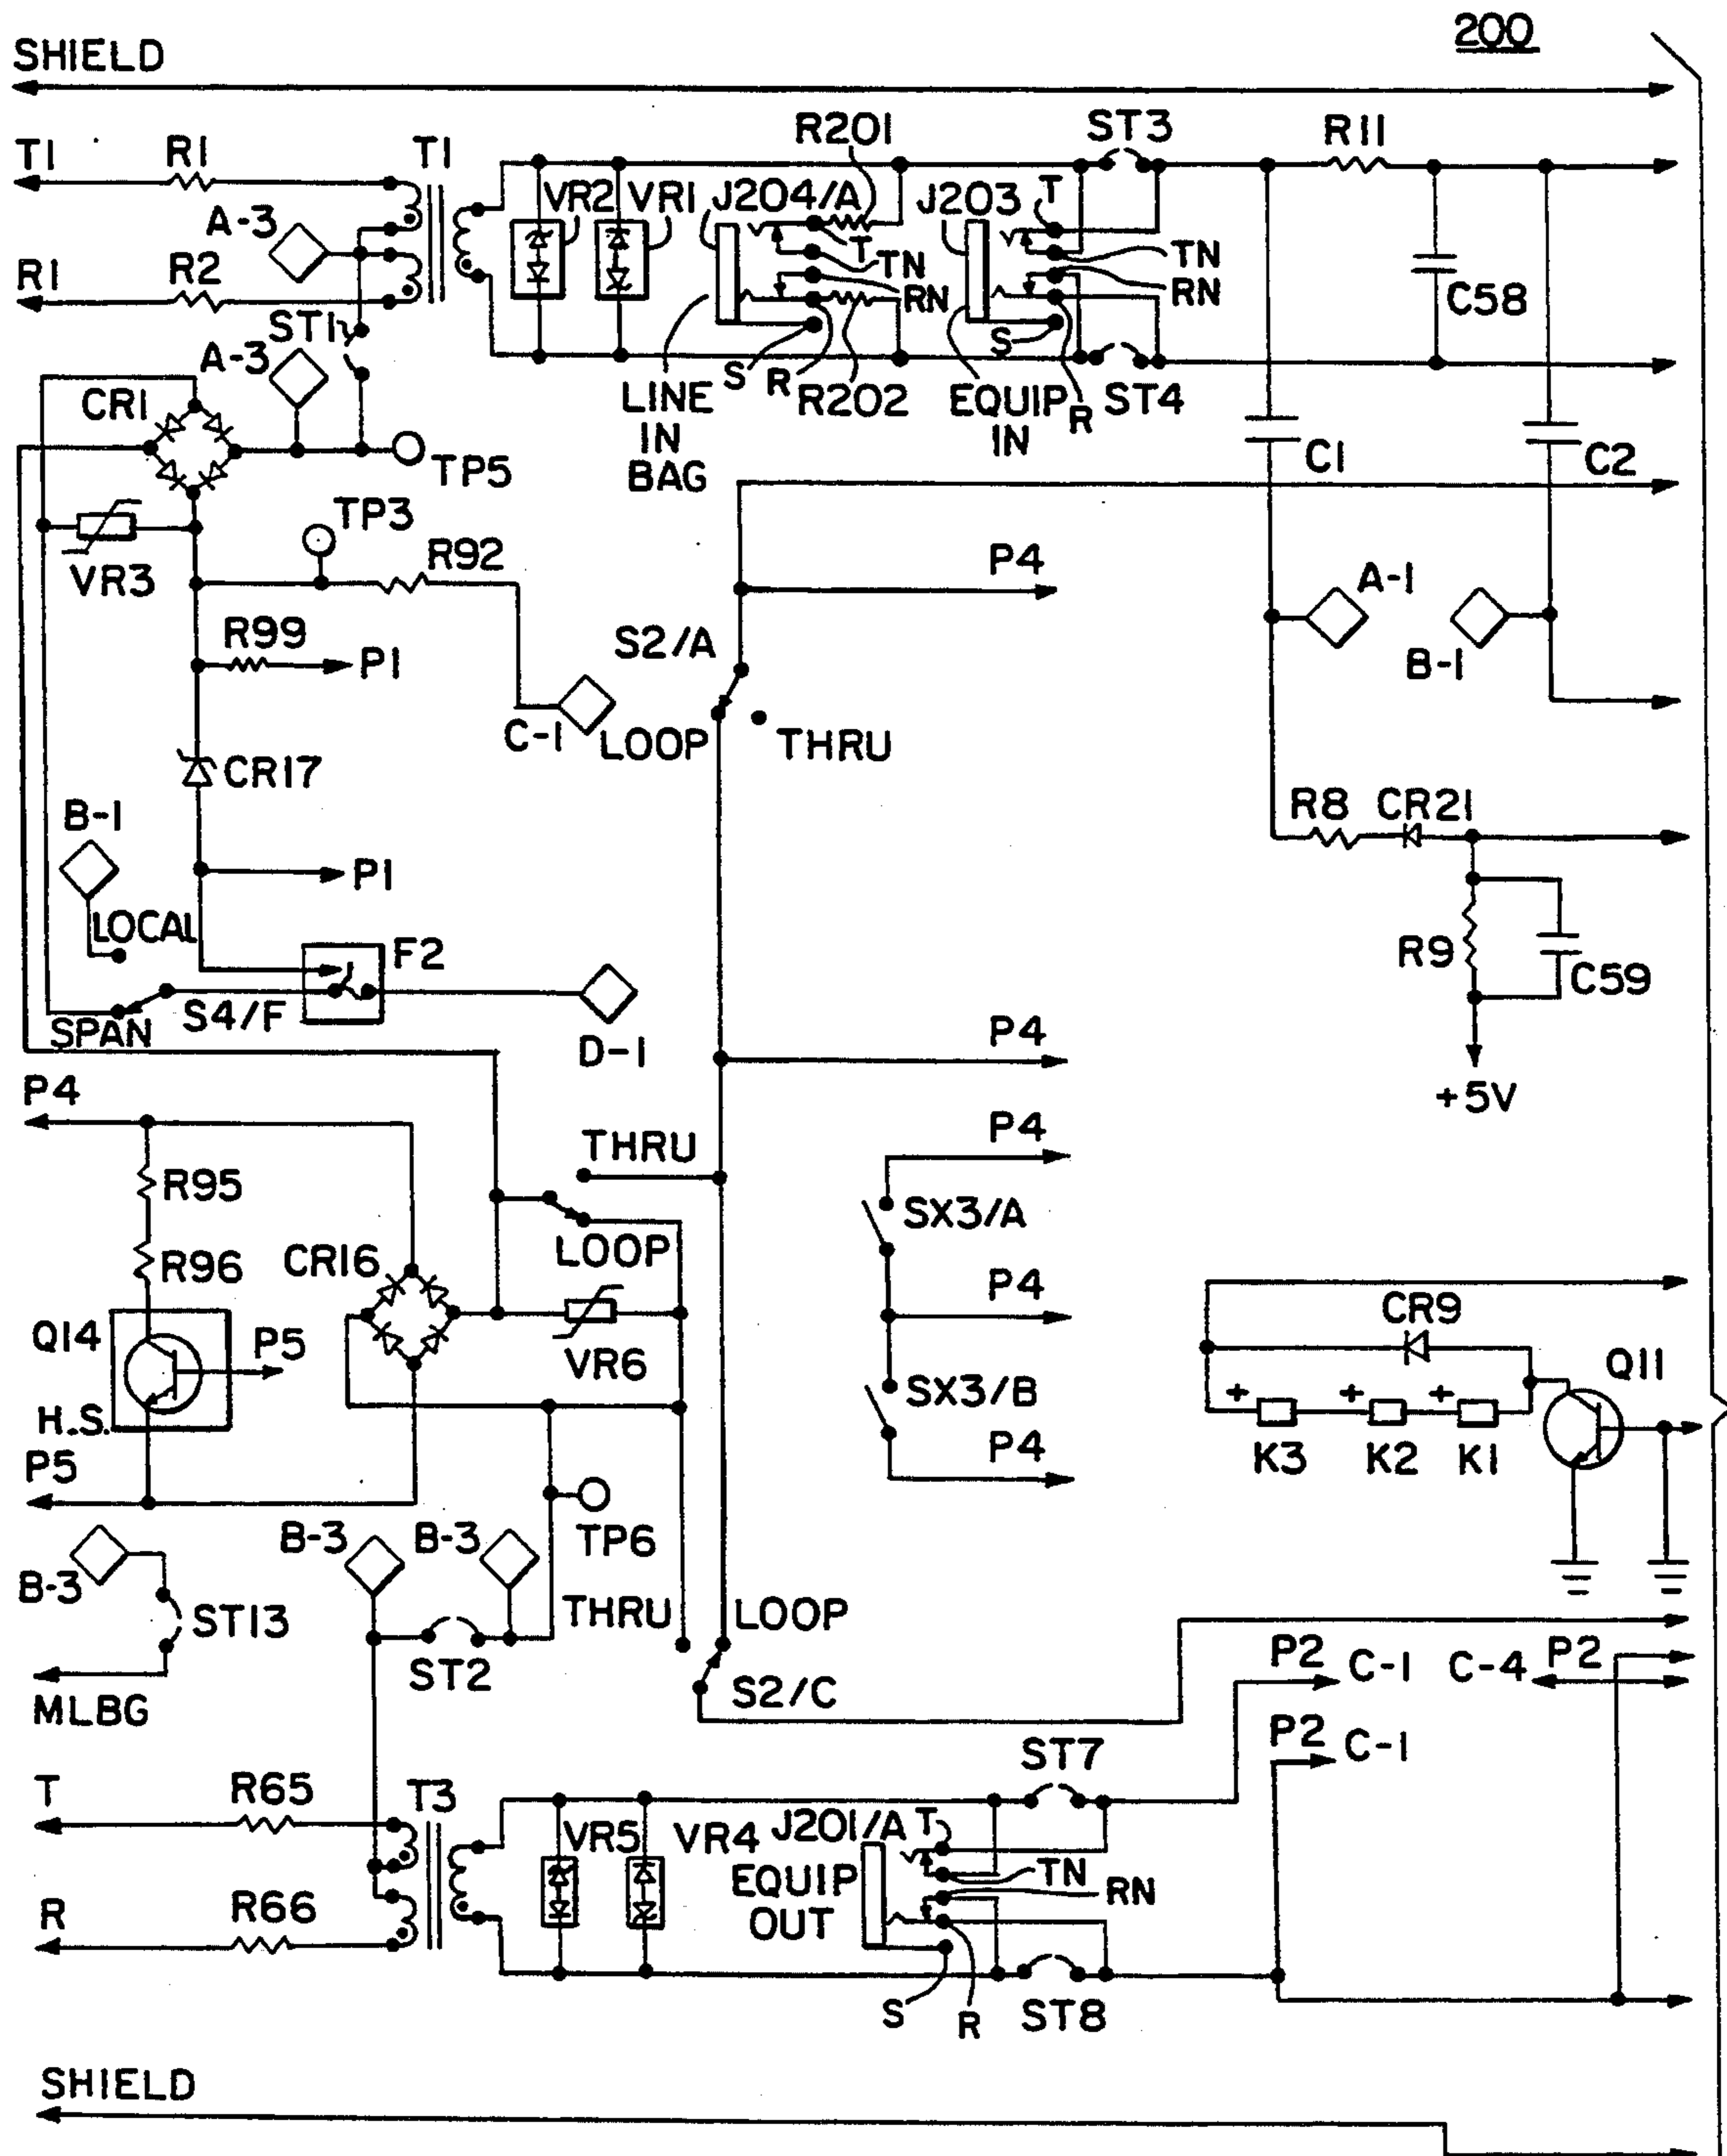 200
SHIELD
T1
R1
T1
R201
ST3
R11
A-3
VR2
VR1
J204/A
J203
T
T
TN
TN
RN
RN
R1
R2
ST1
C58
A-3
S
R
R202
S
R
ST4
LINE
IN
BAG
EQUIP
IN
CR1
TP5
C1
C2
TP3
VR3
R92
P4
A-1
B-1
R99
P1
S2/A
C-1
LOOP
THRU
CR17
B-1
P1
R8
CR21
LOCAL
F2
R9
C59
SPAN
S4/F
D-1
P4
+5V
P4
P4
THRU
R95
SX3/A
R96
CR16
LOOP
P4
CR9
Q14
P5
VR6
Q11
SX3/B
H.S.
P4
K3
+
K2
+
K1
+
P5
TP6
B-3
B-3
B-3
ST13
THRU
LOOP
ST2
S2/C
P2
C-1
C-4
P2
MLBG
P2
C-1
ST7
T
R65
T3
VR5
VR4
J201/A
T
TN
RN
EQUIP
OUT
R
R66
S
R
ST8
SHIELD